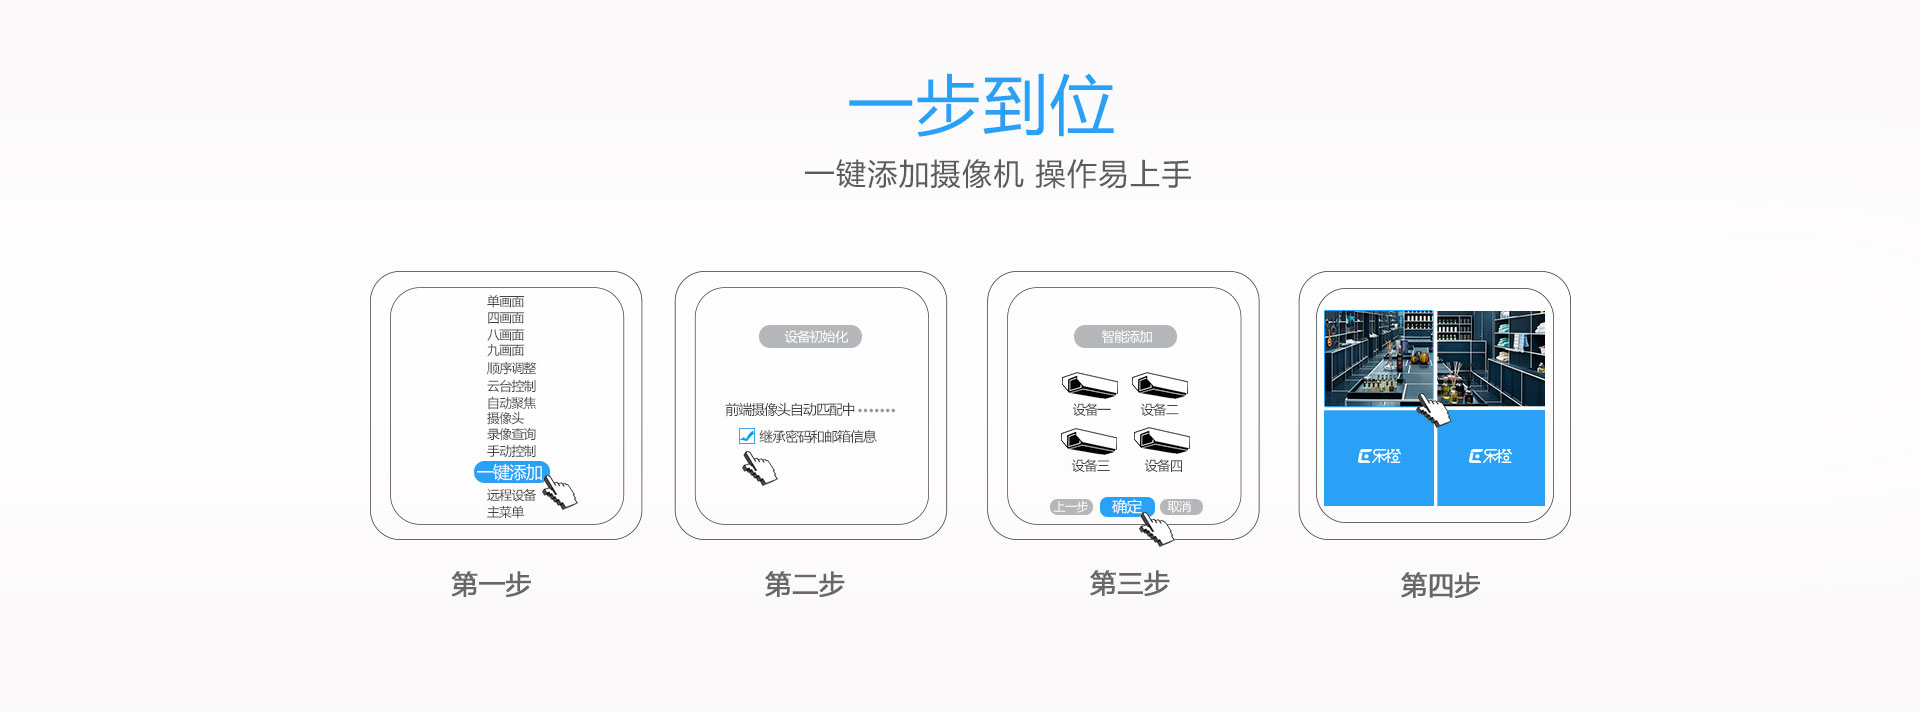 一步到位
一键添加摄像机 操作易上手
单画面
四画面
八画面
九画面
顺序调整
云台控制
自动聚焦
摄像头
录像查询
手动控制
一键添加
远程设备
主菜单
第一步
设备初始化
前端摄像头自动匹配中·······
继承密码和邮箱信息
第二步
智能添加
设备一 设备二
设备三 设备四
上一步 确定 取消
第三步
乐橙 乐橙
第四步